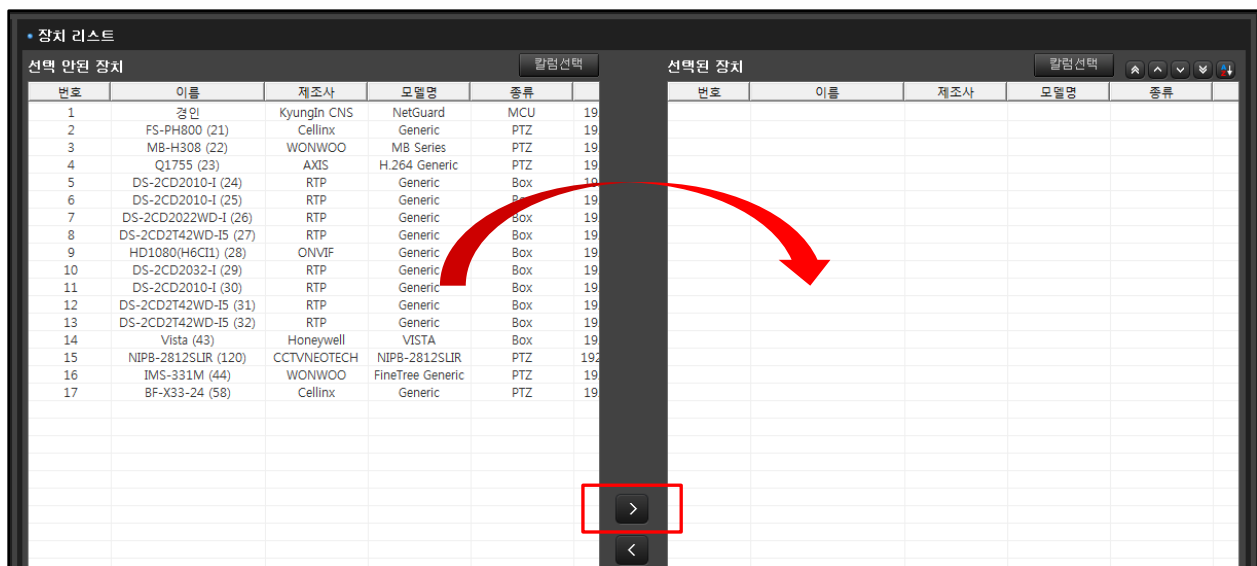 장치 리스트
선택 안된 장치 칼럼선택 선택된 장치 칼럼선택
번호 이름 제조사 모델명 종류 번호 이름 제조사 모델명 종류
1 경인 KyungIn CNS NetGuard MCU 19
2 FS-PH800 (21) Cellinx Generic PTZ 19
3 MB-H308 (22) WONWOO MB Series PTZ 19
4 Q1755 (23) AXIS H.264 Generic PTZ 19
5 DS-2CD2010-I (24) RTP Generic Box 19
6 DS-2CD2010-I (25) RTP Generic Box 19
7 DS-2CD2022WD-I (26) RTP Generic Box 19
8 DS-2CD2T42WD-I5 (27) RTP Generic Box 19
9 HD1080(H6CI1) (28) ONVIF Generic Box 19
10 DS-2CD2032-I (29) RTP Generic Box 19
11 DS-2CD2010-I (30) RTP Generic Box 19
12 DS-2CD2T42WD-I5 (31) RTP Generic Box 19
13 DS-2CD2T42WD-I5 (32) RTP Generic Box 19
14 Vista (43) Honeywell VISTA Box 19
15 NIPB-2812SLIR (120) CCTVNEOTECH NIPB-2812SLIR PTZ 192
16 IMS-331M (44) WONWOO FineTree Generic PTZ 19
17 BF-X33-24 (58) Cellinx Generic PTZ 19